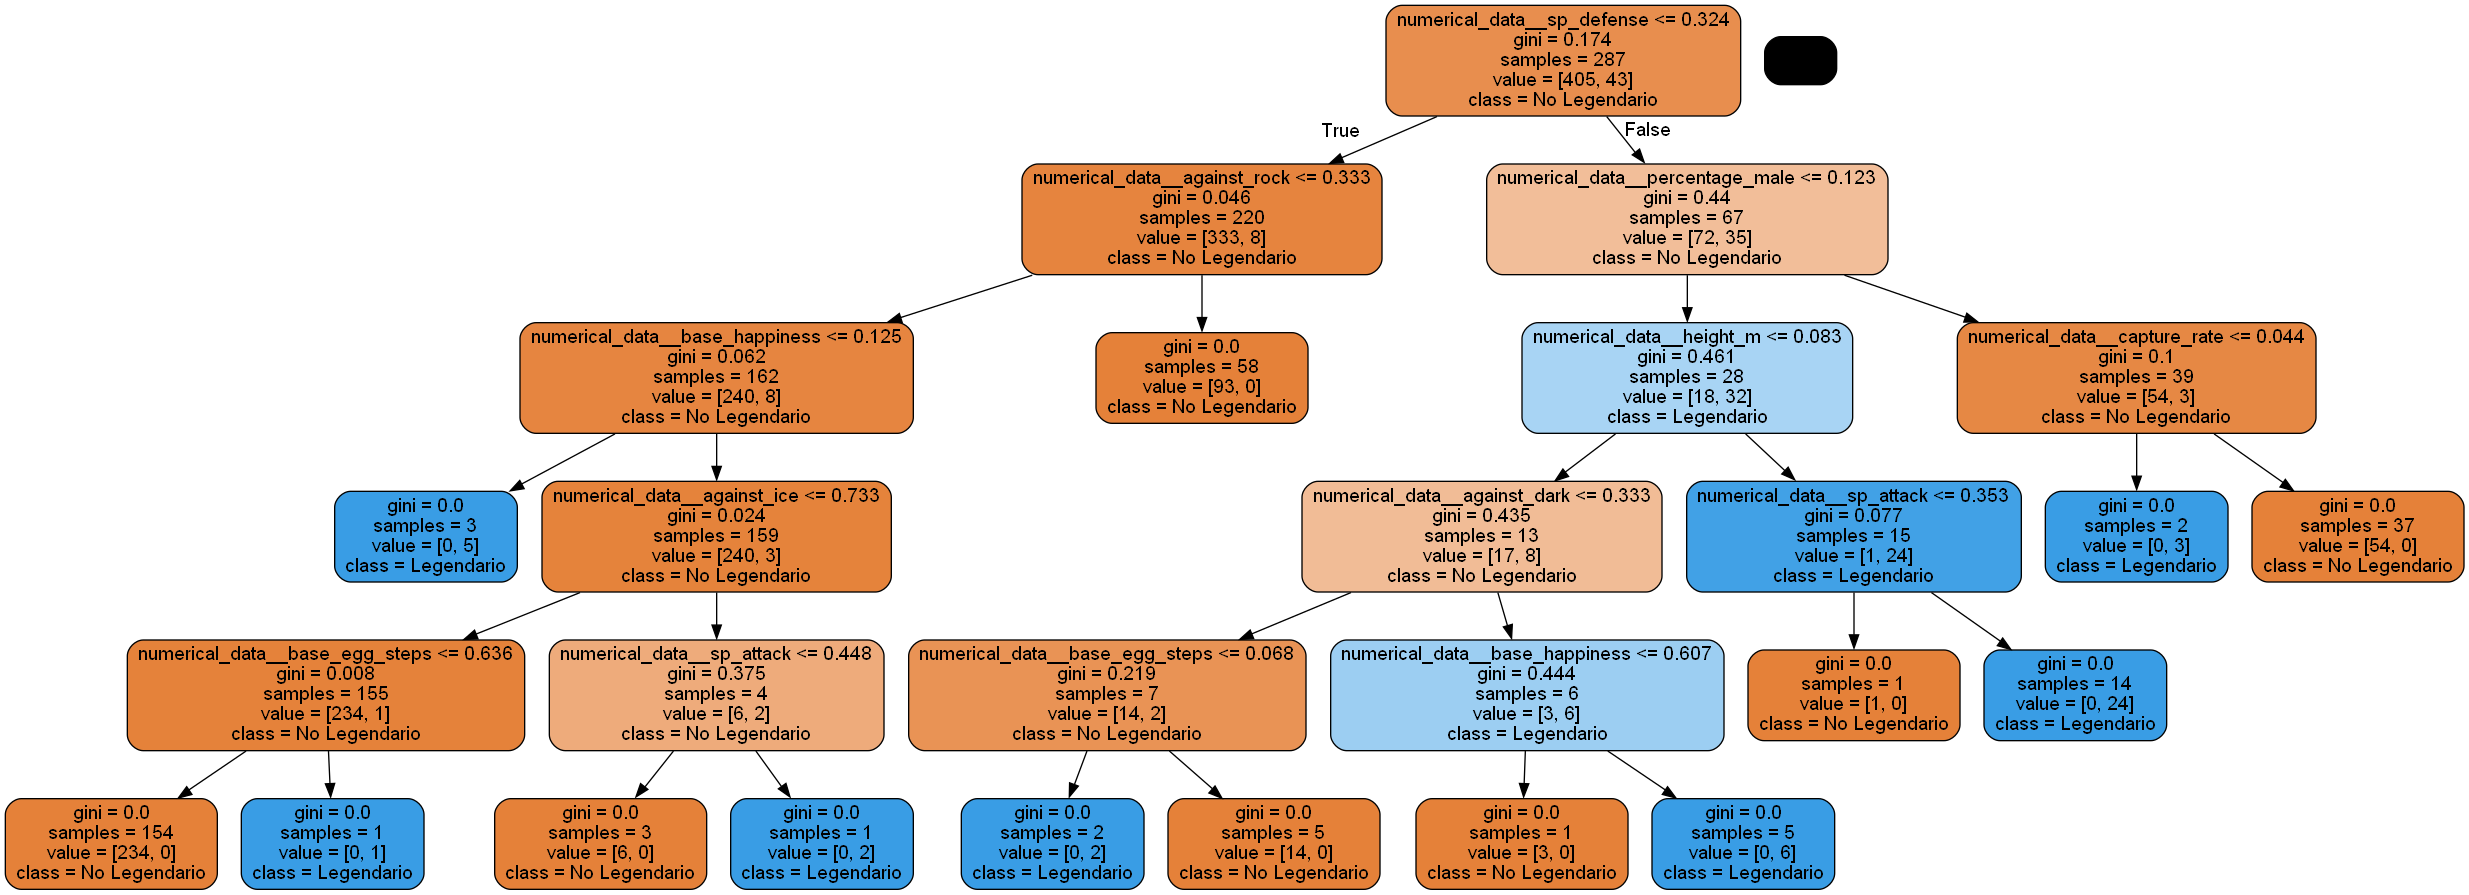 numerical_data__sp_defense <= 0.324
gini = 0.174
samples = 287
value = [405, 43]
class = No Legendario
True
False
numerical_data__against_rock <= 0.333
gini = 0.046
samples = 220
value = [333, 8]
class = No Legendario
numerical_data__percentage_male <= 0.123
gini = 0.44
samples = 67
value = [72, 35]
class = No Legendario
numerical_data__base_happiness <= 0.125
gini = 0.062
samples = 162
value = [240, 8]
class = No Legendario
gini = 0.0
samples = 58
value = [93, 0]
class = No Legendario
numerical_data__height_m <= 0.083
gini = 0.461
samples = 28
value = [18, 32]
class = Legendario
numerical_data__capture_rate <= 0.044
gini = 0.1
samples = 39
value = [54, 3]
class = No Legendario
gini = 0.0
samples = 3
value = [0, 5]
class = Legendario
numerical_data__against_ice <= 0.733
gini = 0.024
samples = 159
value = [240, 3]
class = No Legendario
numerical_data__against_dark <= 0.333
gini = 0.435
samples = 13
value = [17, 8]
class = No Legendario
numerical_data__sp_attack <= 0.353
gini = 0.077
samples = 15
value = [1, 24]
class = Legendario
gini = 0.0
samples = 2
value = [0, 3]
class = Legendario
gini = 0.0
samples = 37
value = [54, 0]
class = No Legendario
numerical_data__base_egg_steps <= 0.636
gini = 0.008
samples = 155
value = [234, 1]
class = No Legendario
numerical_data__sp_attack <= 0.448
gini = 0.375
samples = 4
value = [6, 2]
class = No Legendario
numerical_data__base_egg_steps <= 0.068
gini = 0.219
samples = 7
value = [14, 2]
class = No Legendario
numerical_data__base_happiness <= 0.607
gini = 0.444
samples = 6
value = [3, 6]
class = Legendario
gini = 0.0
samples = 1
value = [1, 0]
class = No Legendario
gini = 0.0
samples = 14
value = [0, 24]
class = Legendario
gini = 0.0
samples = 154
value = [234, 0]
class = No Legendario
gini = 0.0
samples = 1
value = [0, 1]
class = Legendario
gini = 0.0
samples = 3
value = [6, 0]
class = No Legendario
gini = 0.0
samples = 1
value = [0, 2]
class = Legendario
gini = 0.0
samples = 2
value = [0, 2]
class = Legendario
gini = 0.0
samples = 5
value = [14, 0]
class = No Legendario
gini = 0.0
samples = 1
value = [3, 0]
class = No Legendario
gini = 0.0
samples = 5
value = [0, 6]
class = Legendario